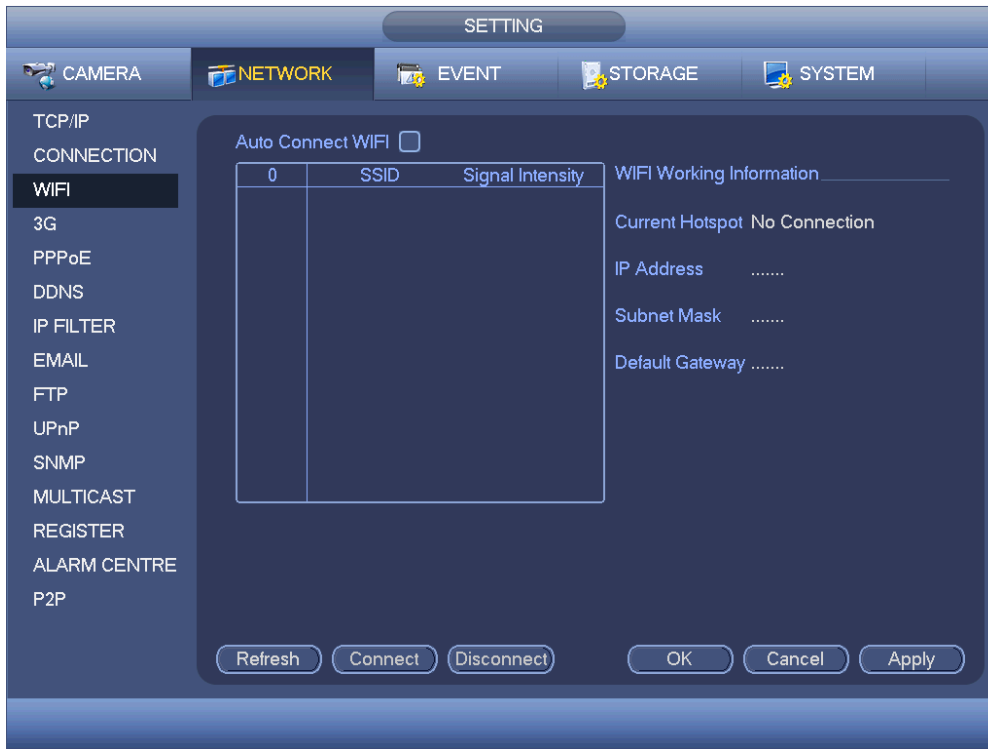 SETTING
CAMERA NETWORK EVENT STORAGE SYSTEM
TCP/IP
CONNECTION
WIFI
3G
PPPoE
DDNS
IP FILTER
EMAIL
FTP
UPnP
SNMP
MULTICAST
REGISTER
ALARM CENTRE
P2P
Auto Connect WIFI
0 SSID Signal Intensity
WIFI Working Information
Current Hotspot No Connection
IP Address .......
Subnet Mask .......
Default Gateway .......
Refresh Connect Disconnect OK Cancel Apply